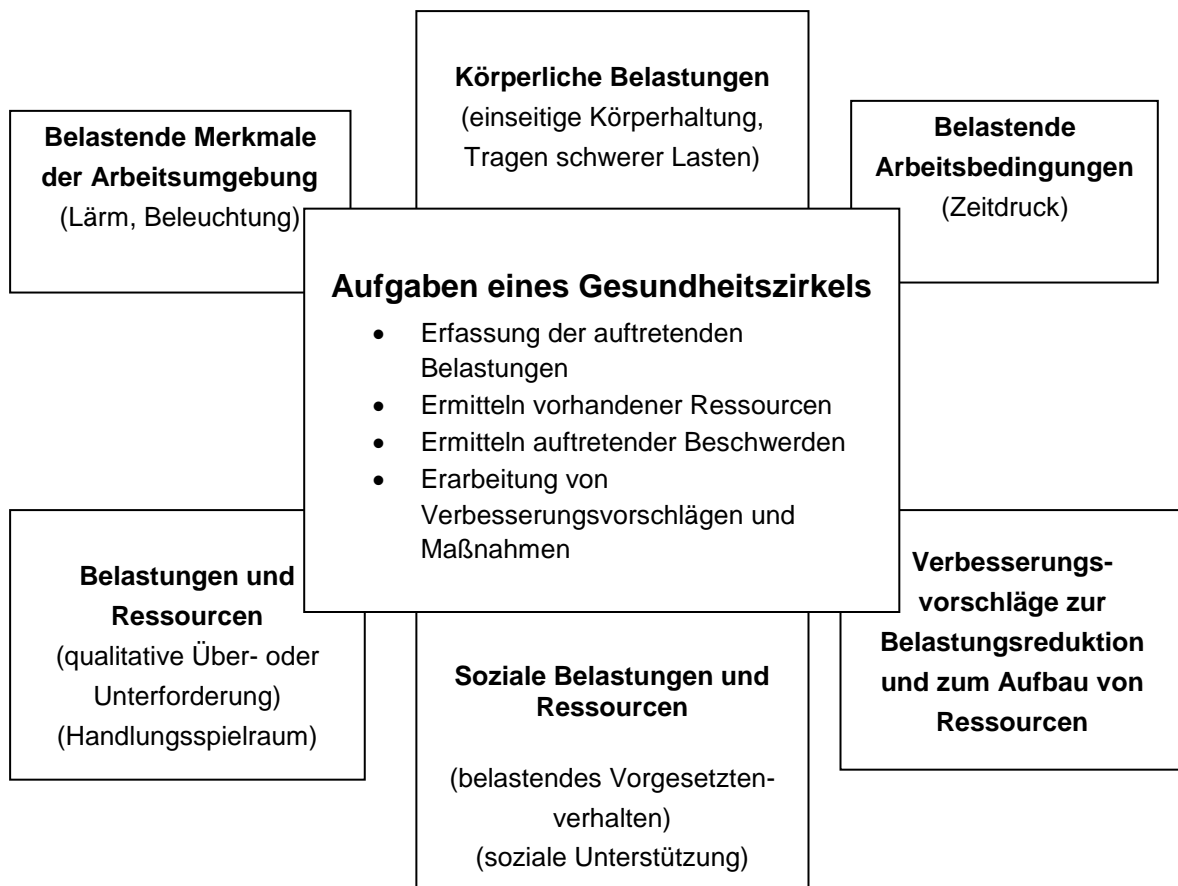 Körperliche Belastungen
(einseitige Körperhaltung,
Tragen schwerer Lasten)
Belastende Merkmale
der Arbeitsumgebung
(Lärm, Beleuchtung)
Belastende
Arbeitsbedingungen
(Zeitdruck)
Aufgaben eines Gesundheitszirkels
• Erfassung der auftretenden
Belastungen
• Ermitteln vorhandener Ressourcen
• Ermitteln auftretender Beschwerden
• Erarbeitung von
Verbesserungsvorschlägen und
Maßnahmen
Belastungen und
Ressourcen
(qualitative Über- oder
Unterforderung)
(Handlungsspielraum)
Soziale Belastungen und
Ressourcen
(belastendes Vorgesetzten-
verhalten)
(soziale Unterstützung)
Verbesserungs-
vorschläge zur
Belastungsreduktion
und zum Aufbau von
Ressourcen